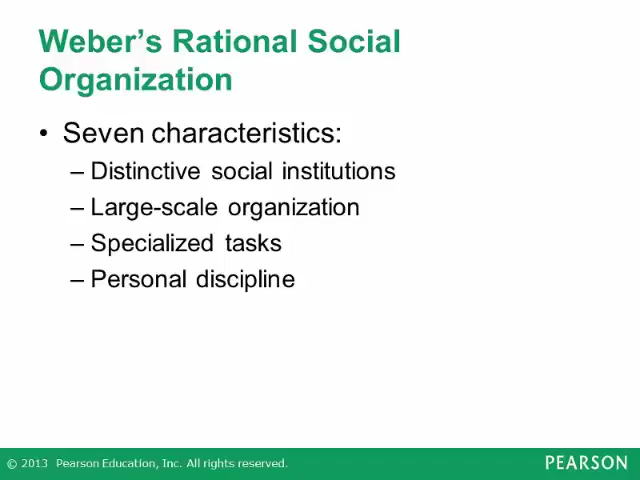 Weber’s Rational Social
Organization
• Seven characteristics:
– Distinctive social institutions
– Large-scale organization
– Specialized tasks
– Personal discipline
© 2013 Pearson Education, Inc. All rights reserved.
PEARSON